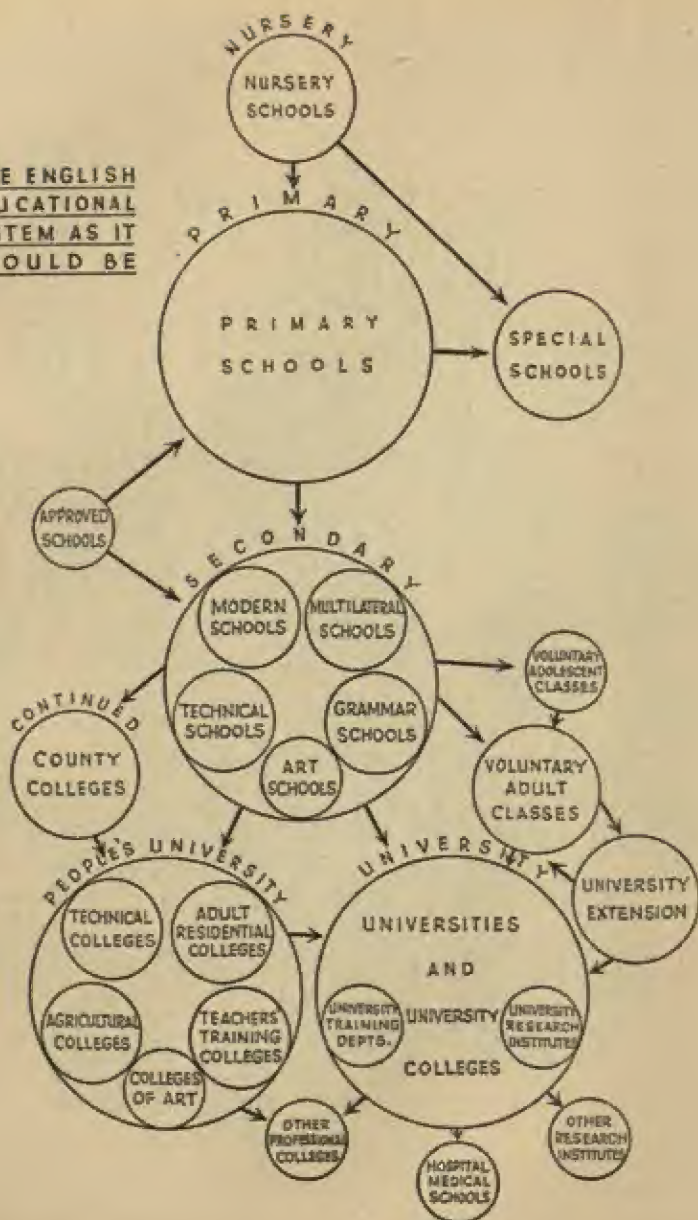 NURSERY
NURSERY
SCHOOLS
E ENGLISH
UCATIONAL
TEM AS IT
OULD BE
PRIMARY
PRIMARY
SCHOOLS
SPECIAL
SCHOOLS
APPROVED
SCHOOLS
SECONDARY
MODERN
SCHOOLS
MULTILATERAL
SCHOOLS
TECHNICAL
SCHOOLS
GRAMMAR
SCHOOLS
ART
SCHOOLS
VOLUNTARY
ADOLESCENT
CLASSES
CONTINUED
COUNTY
COLLEGES
VOLUNTARY
ADULT
CLASSES
UNIVERSITY
EXTENSION
PEOPLE'S UNIVERSITY
TECHNICAL
COLLEGES
ADULT
RESIDENTIAL
COLLEGES
AGRICULTURAL
COLLEGES
TEACHERS'
TRAINING
COLLEGES
COLLEGES
OF ART
UNIVERSITY
UNIVERSITIES
AND
UNIVERSITY
COLLEGES
UNIVERSITY
TRAINING
DEPTS.
UNIVERSITY
RESEARCH
INSTITUTES
OTHER
PROFESSIONAL
COLLEGES
HOSPITAL
MEDICAL
SCHOOLS
OTHER
RESEARCH
INSTITUTES